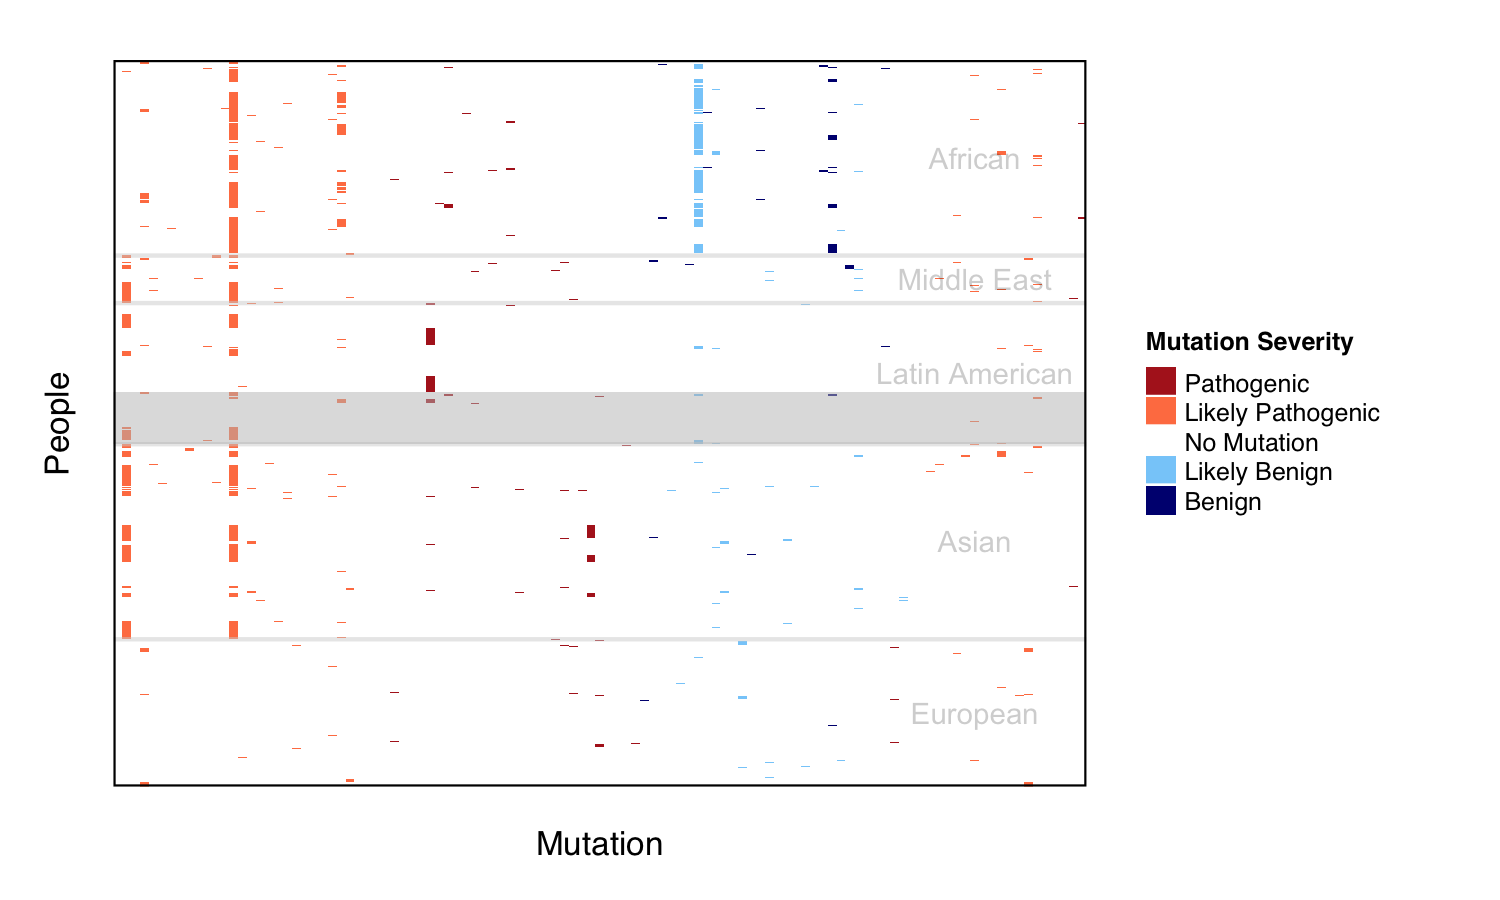 African
Middle East
Latin American
Asian
European
People
Mutation
Mutation Severity
Pathogenic
Likely Pathogenic
No Mutation
Likely Benign
Benign